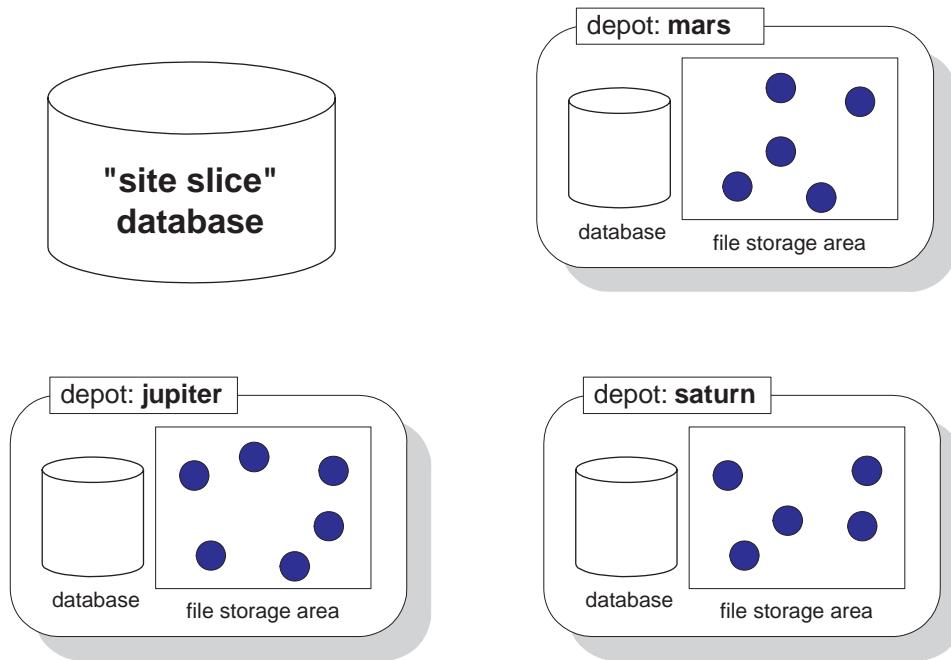 depot: mars
"site slice"
database
database
file storage area
depot: jupiter
database
file storage area
depot: saturn
database
file storage area